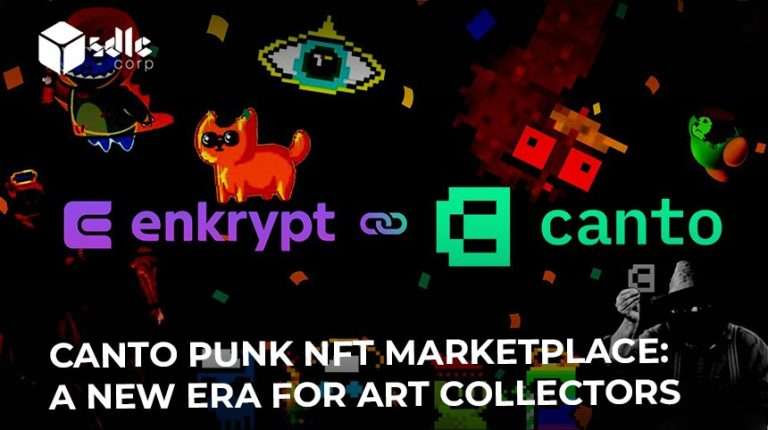 sdlc
corp
enkrypt canto
CANTO PUNK NFT MARKETPLACE:
A NEW ERA FOR ART COLLECTORS